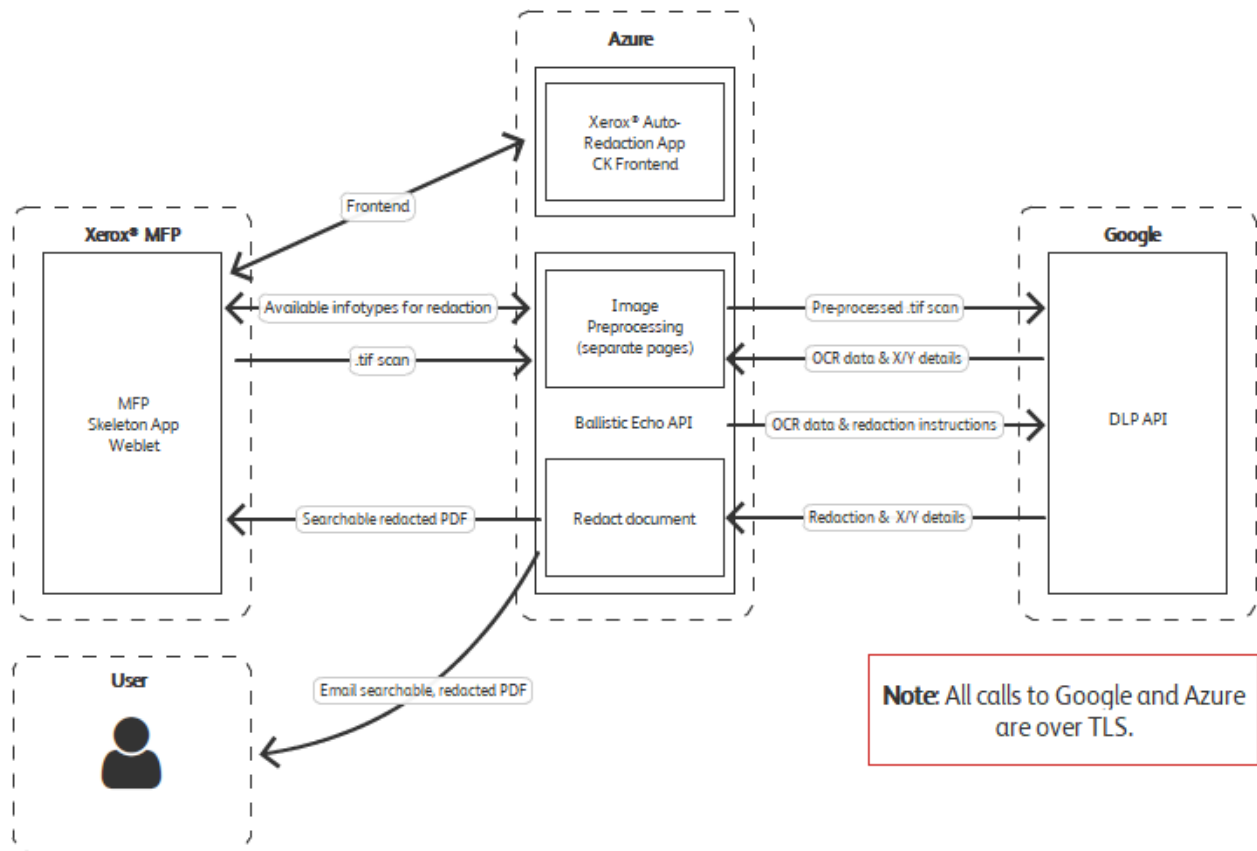 Azure
Xerox® Auto-
Redaction App
CK Frontend
Frontend
Xerox® MFP
Google
Available infotypes for redaction
Image
Preprocessing
(separate pages)
Pre-processed .tif scan
.tif scan
OCR data & X/Y details
MFP
Skeleton App
Weblet
Ballistic Echo API
OCR data & redaction instructions
DLP API
Searchable redacted PDF
Redact document
Redaction & X/Y details
User
Email searchable, redacted PDF
Note: All calls to Google and Azure
are over TLS.